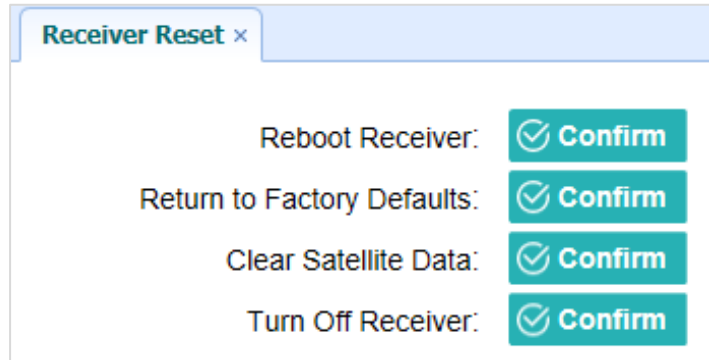 Receiver Reset ×
Reboot Receiver: Confirm
Return to Factory Defaults: Confirm
Clear Satellite Data: Confirm
Turn Off Receiver: Confirm